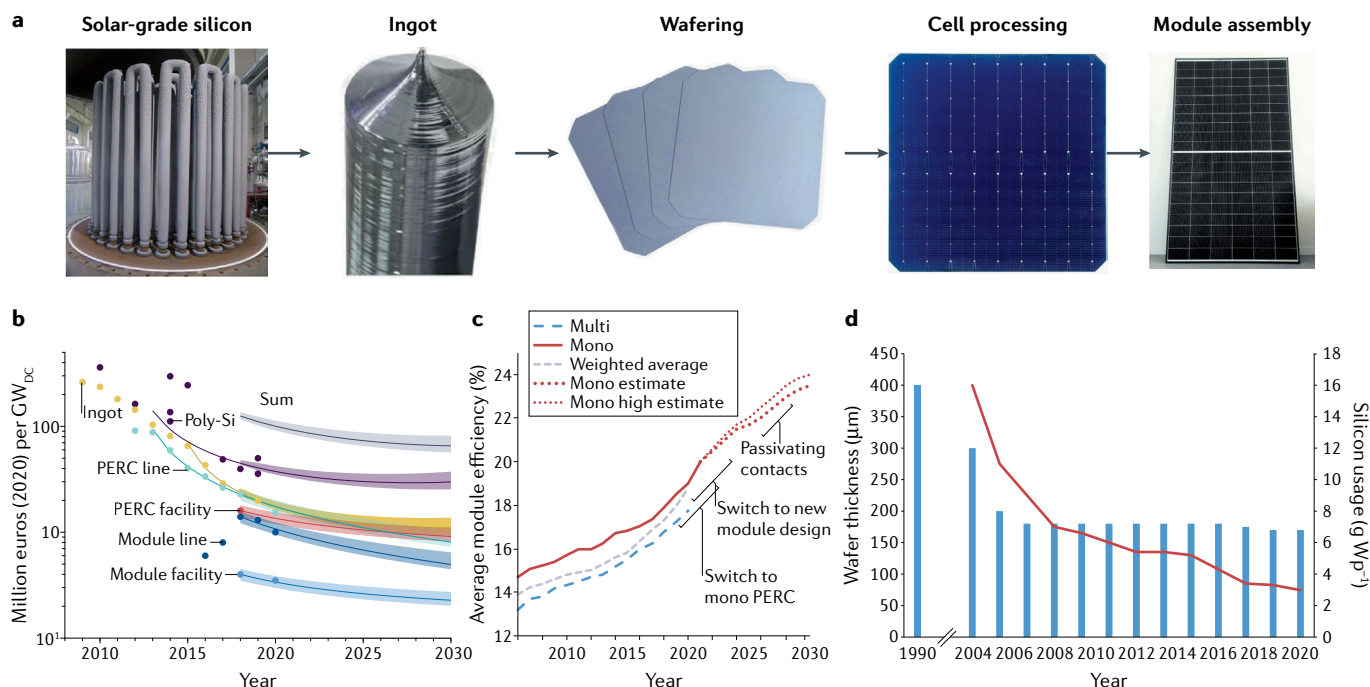 a
Solar-grade silicon
Ingot
Wafering
Cell processing
Module assembly
b
Million euros (2020) per GWDC
100
10
10¹
Ingot
Poly-Si
Sum
PERC line
PERC facility
Module line
Module facility
2010
2015
2020
2025
2030
Year
c
Multi
Mono
Weighted average
Mono estimate
Mono high estimate
Average module efficiency (%)
24
22
20
18
16
14
12
Passivating
contacts
Switch to new
module design
Switch to
mono PERC
2010
2015
2020
2025
2030
Year
d
Wafer thickness (μm)
450
400
350
300
250
200
150
100
50
0
Silicon usage (g Wp⁻¹)
18
16
14
12
10
8
6
4
2
0
1990
2004
2006
2008
2010
2012
2014
2016
2018
2020
Year